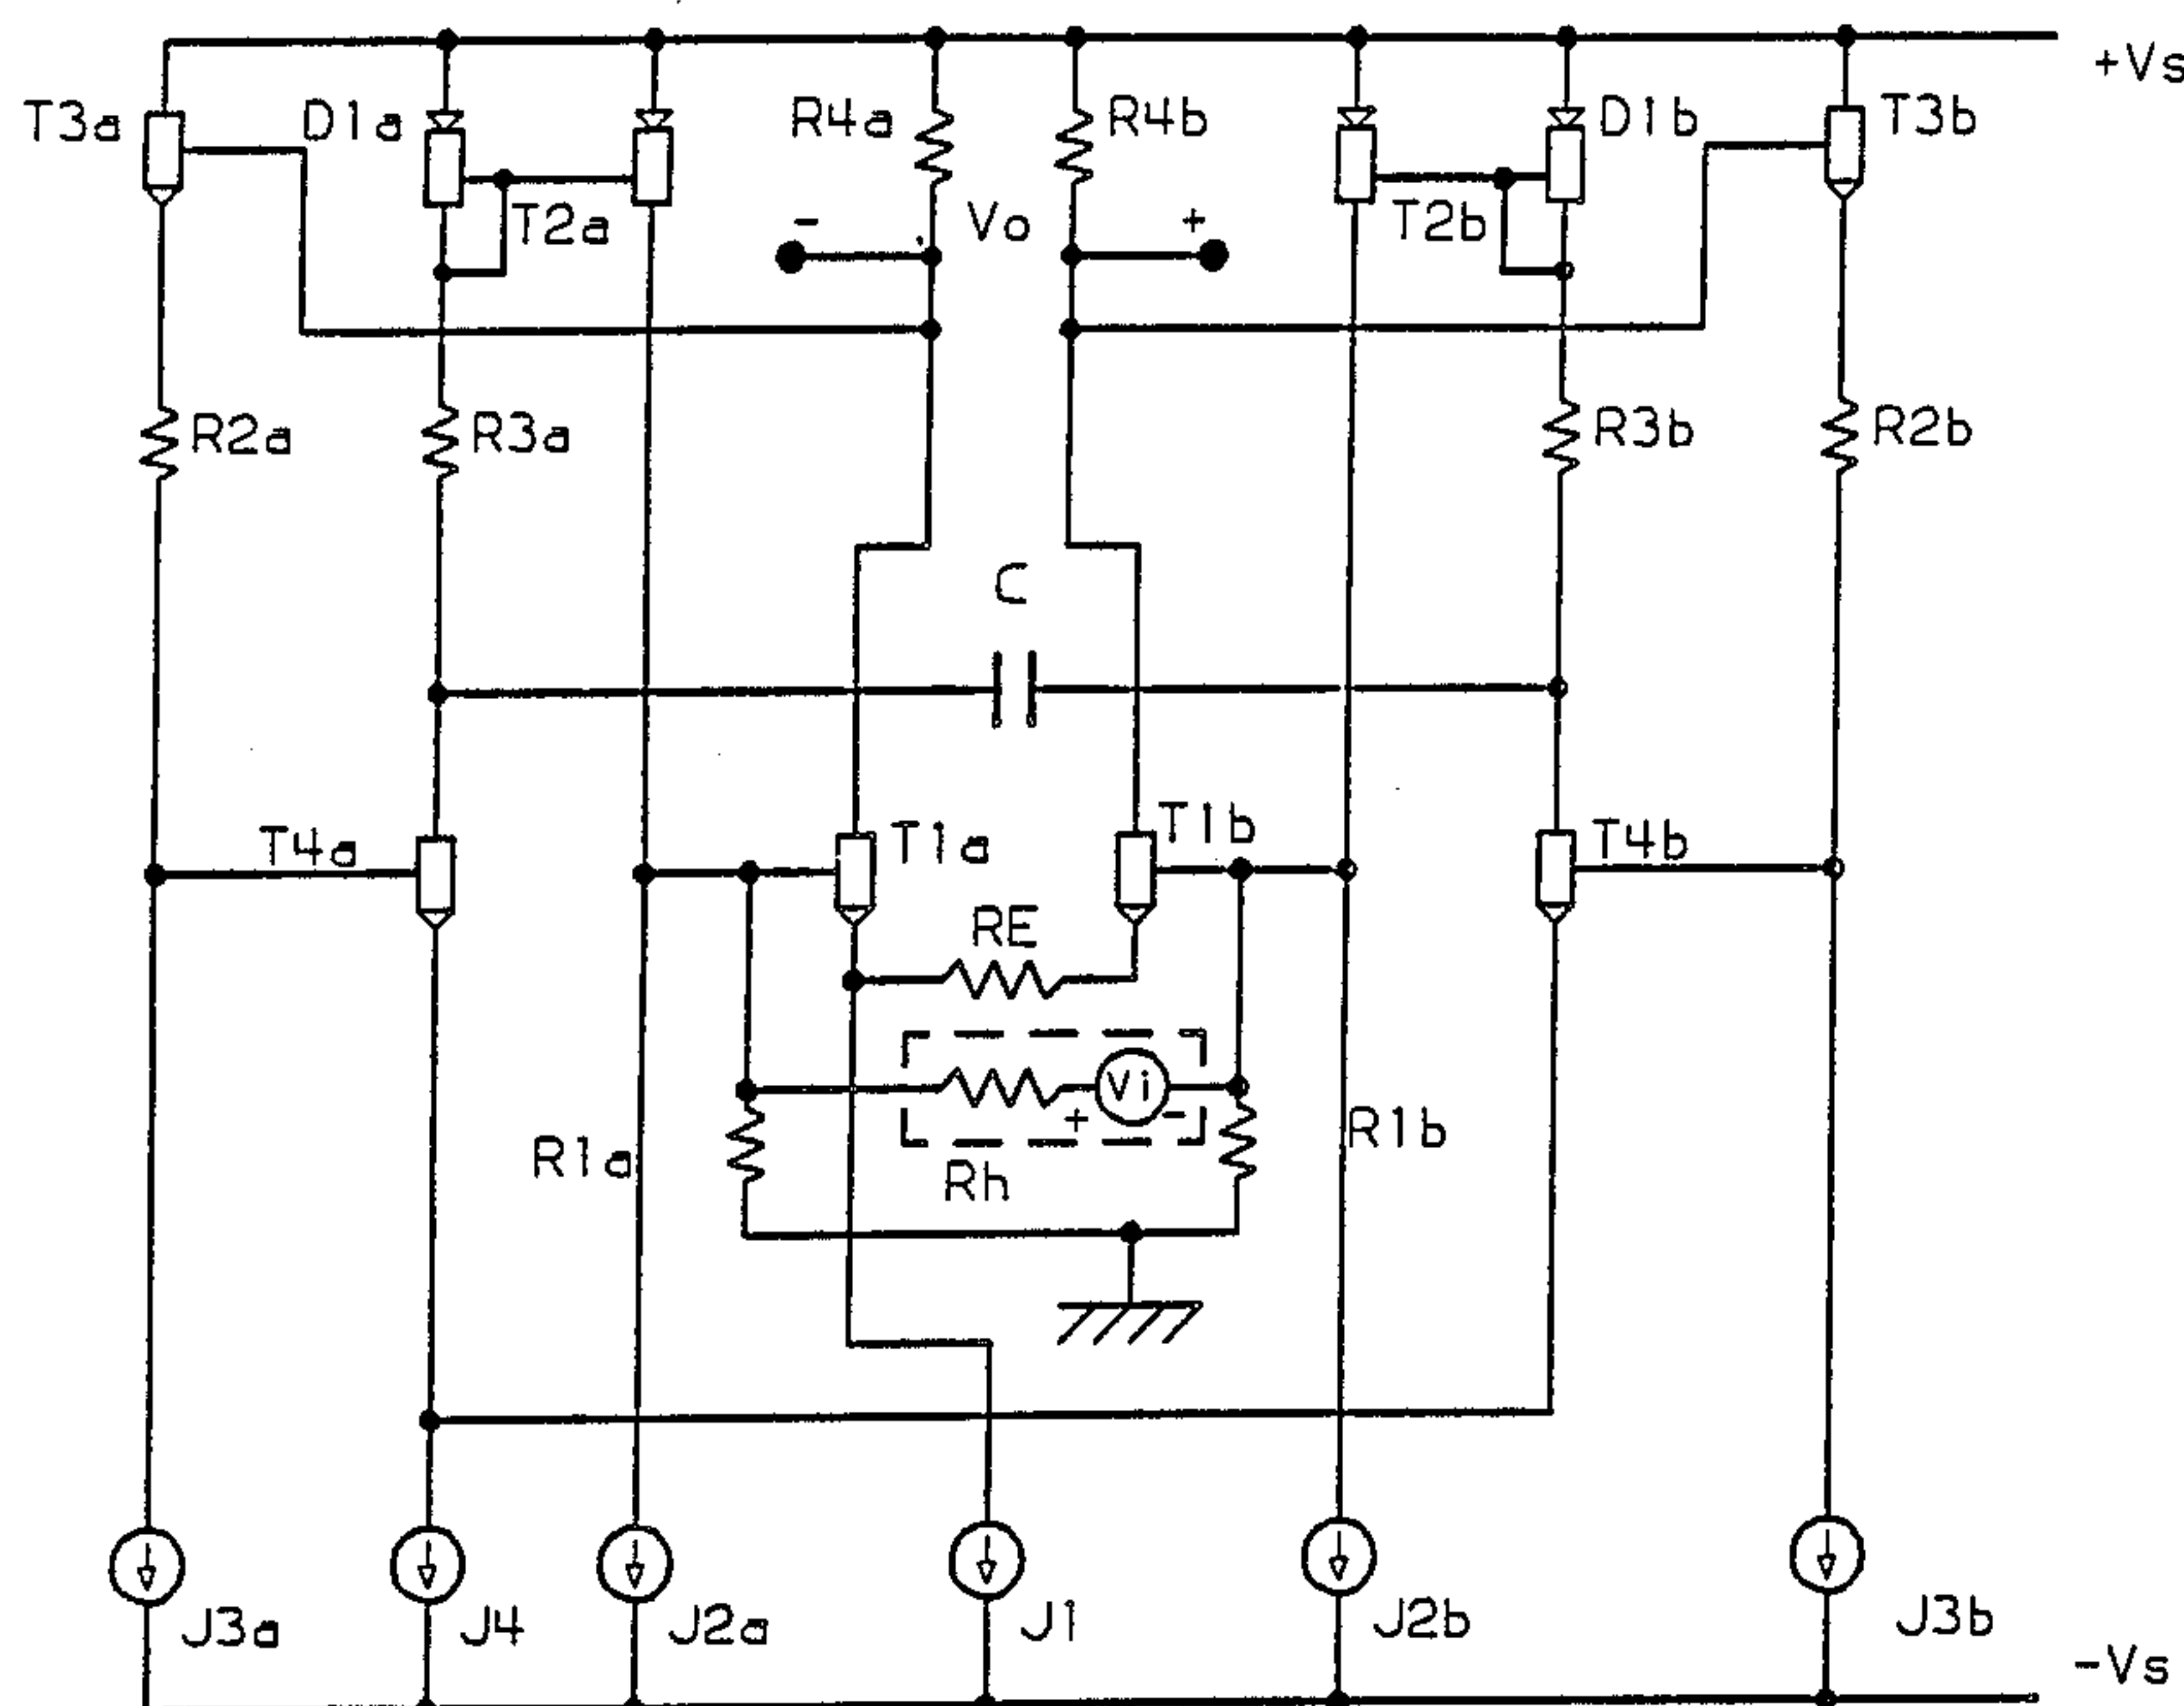 +Vs
T3a D1a R4a R4b D1b T3b
T2a - Vo + T2b
R2a R3a R3b R2b
C
T4a T1a T1b T4b
RE
Vi
+ -
R1a Rh R1b
J3a J4 J2a J1 J2b J3b
-Vs